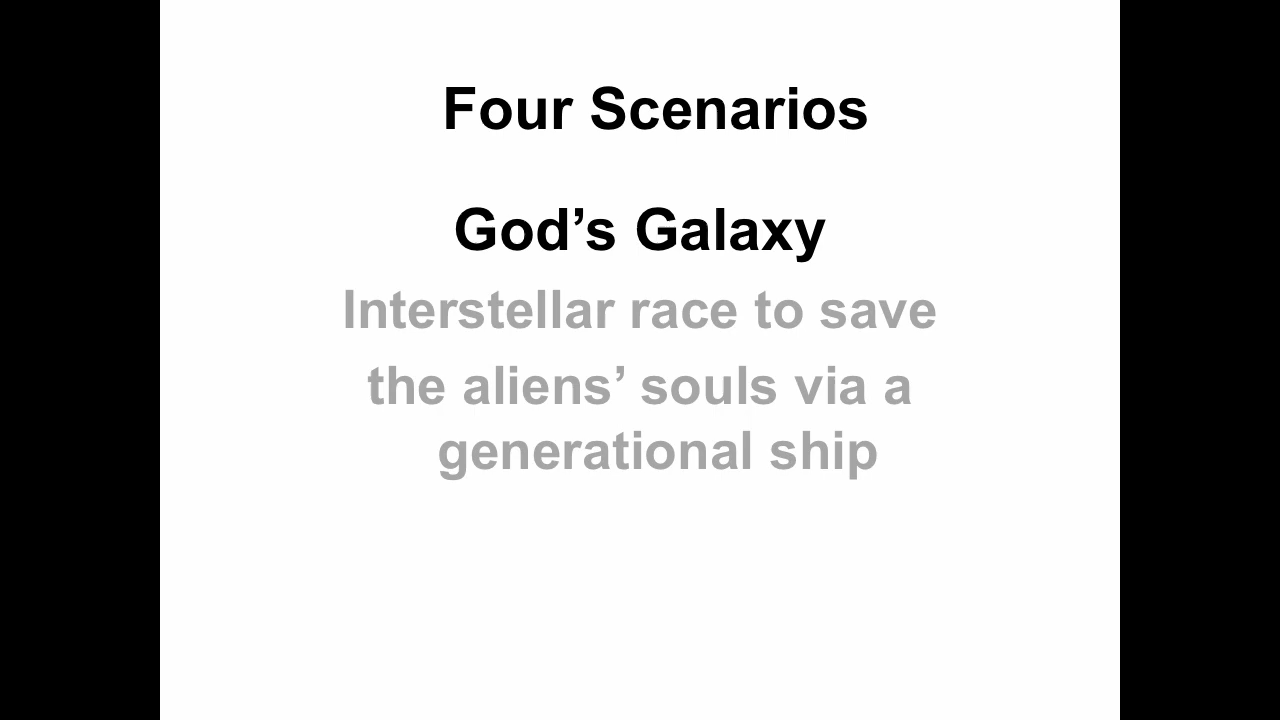 Four Scenarios
God’s Galaxy
Interstellar race to save
the aliens’ souls via a
generational ship